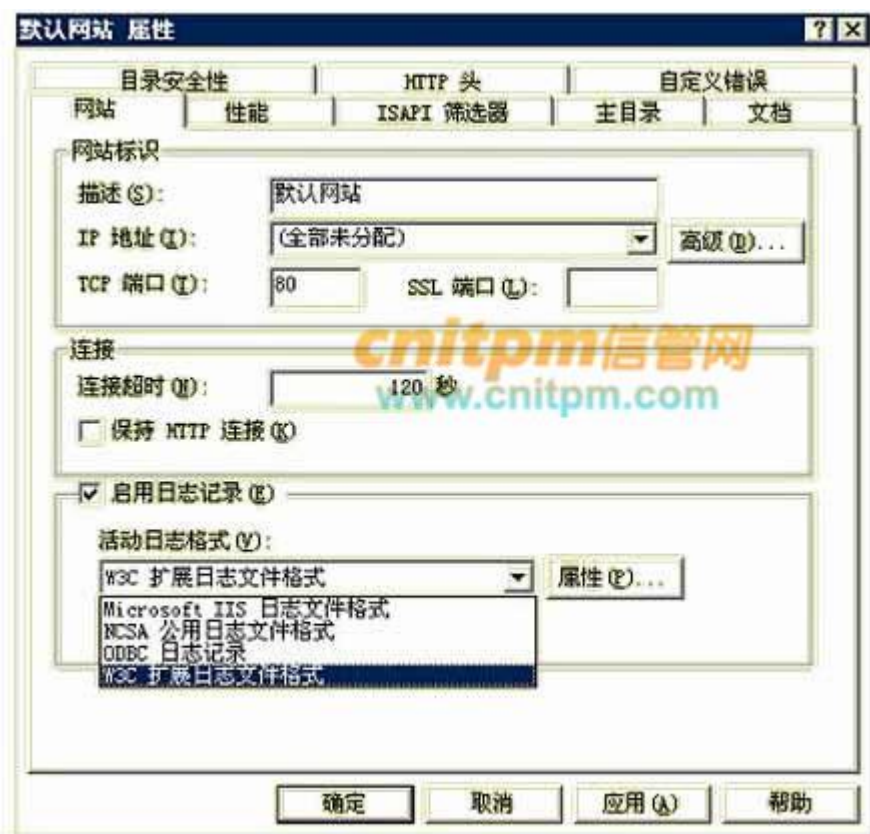 默认网站 属性
目录安全性 HTTP 头 自定义错误
网站 性能 ISAPI 筛选器 主目录 文档
网站标识
描述(S): 默认网站
IP 地址(I): (全部未分配) 高级(D)...
TCP 端口(T): 80 SSL 端口(L):
cnitpm信管网
连接
www.cnitpm.com
连接超时(N): 120 秒
保持 HTTP 连接(K)
启用日志记录(E)
活动日志格式(V):
W3C 扩展日志文件格式 属性(P)...
Microsoft IIS 日志文件格式
NCSA 公用日志文件格式
ODBC 日志记录
W3C 扩展日志文件格式
确定 取消 应用(A) 帮助